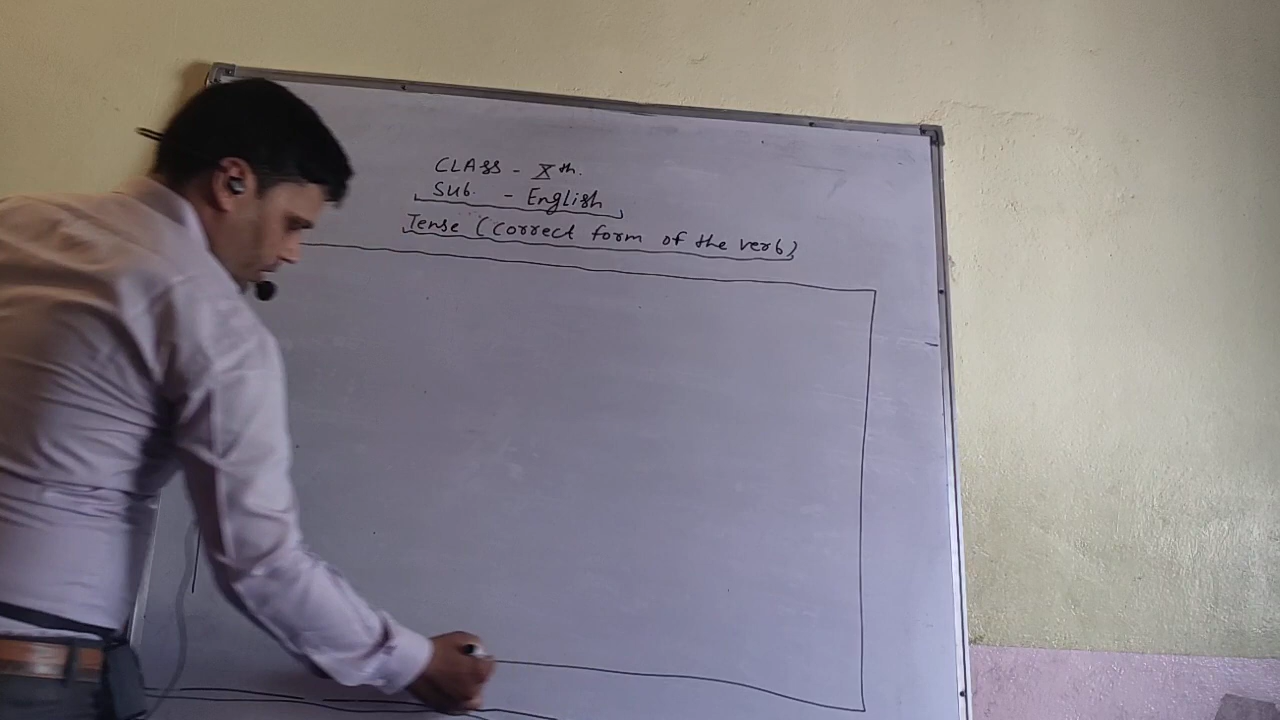 CLASS - Xth.
Sub. - English
Tense (correct form of the verb)